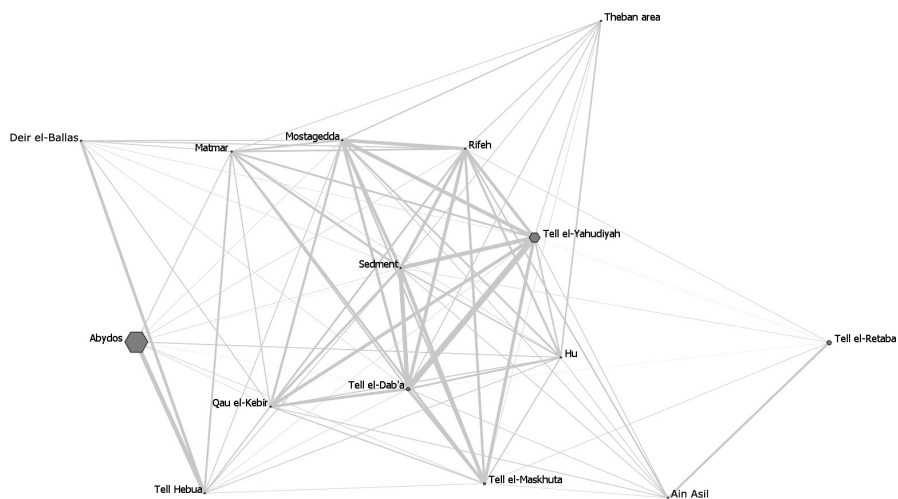 Theban area
Deir el-Ballas
Mostagedda
Matmar
Rifeh
Tell el-Yahudiyah
Sedment
Abydos
Tell el-Retaba
Hu
Tell el-Dab'a
Qau el-Kebir
Tell el-Maskhuta
Tell Hebua
Ain Asil